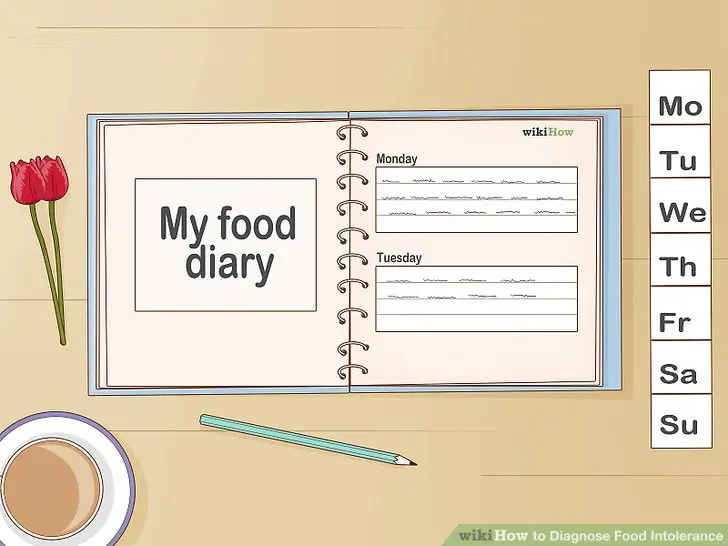 My food
diary
wikiHow
Monday
Tuesday
Mo
Tu
We
Th
Fr
Sa
Su
wikiHow to Diagnose Food Intolerance